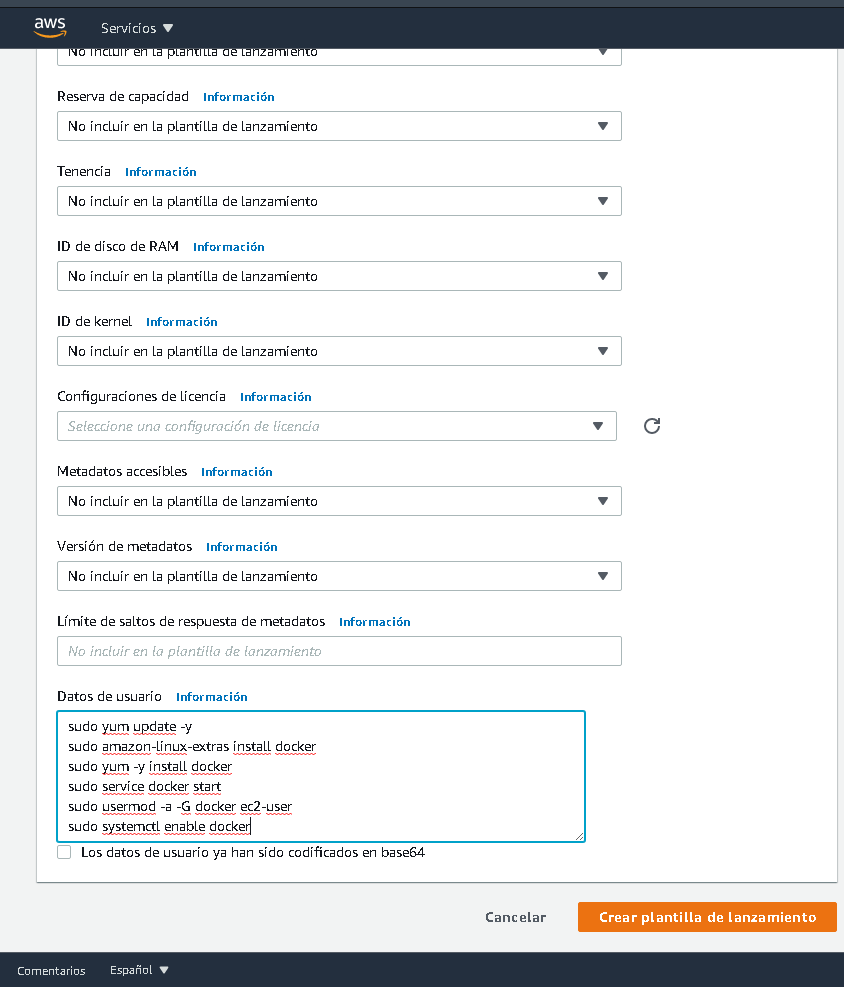 aws
Servicios
No incluir en la plantilla de lanzamiento
Reserva de capacidad Información
No incluir en la plantilla de lanzamiento
Tenencia Información
No incluir en la plantilla de lanzamiento
ID de disco de RAM Información
No incluir en la plantilla de lanzamiento
ID de kernel Información
No incluir en la plantilla de lanzamiento
Configuraciones de licencia Información
Seleccione una configuración de licencia
Metadatos accesibles Información
No incluir en la plantilla de lanzamiento
Versión de metadatos Información
No incluir en la plantilla de lanzamiento
Límite de saltos de respuesta de metadatos Información
No incluir en la plantilla de lanzamiento
Datos de usuario Información
sudo yum update -y
sudo amazon-linux-extras install docker
sudo yum -y install docker
sudo service docker start
sudo usermod -a -G docker ec2-user
sudo systemctl enable docker
Los datos de usuario ya han sido codificados en base64
Cancelar
Crear plantilla de lanzamiento
Comentarios
Español